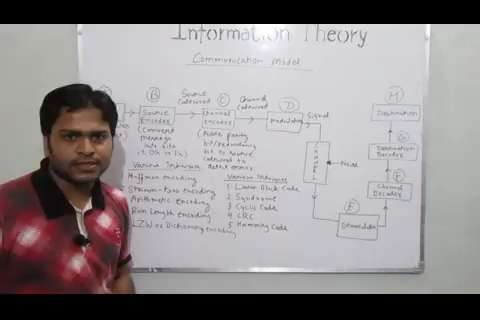 Information Theory
Communication Model
B
Source Encoder
(Convert message into bits
Source Codeword
C
Channel encoder
(Adds parity bit/redundancy bit to source codeword to detect error
Channel Codeword
D
Modulator
Signal
CHANNEL
Noise
E
Demodulator
F
Channel Decoder
G
Destination Decoder
H
Destination
Various Techniques
Huffman encoding
Shannon-Fano encoding
Arithmetic encoding
Run Length encoding
LZW or Dictionary encoding
Various Techniques
1. Linear Block Code
2 Syndrome
3 Cyclic Code
4 CRC
5 Hamming Code